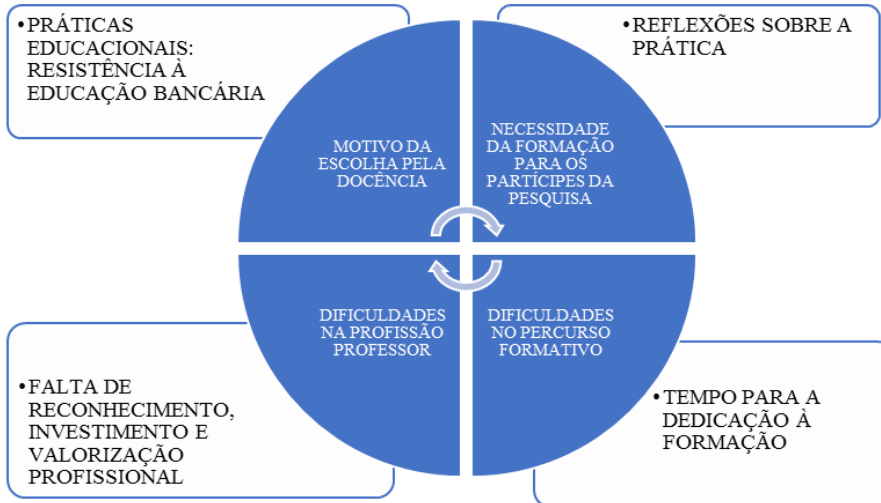 •PRÁTICAS
EDUCACIONAIS:
RESISTÊNCIA À
EDUCAÇÃO BANCÁRIA
•REFLEXÕES SOBRE A
PRÁTICA
MOTIVO DA
ESCOLHA PELA
DOCÊNCIA
NECESSIDADE
DA FORMAÇÃO
PARA OS
PARTÍCIPES DA
PESQUISA
DIFICULDADES
NA PROFISSÃO
PROFESSOR
DIFICULDADES
NO PERCURSO
FORMATIVO
•FALTA DE
RECONHECIMENTO,
INVESTIMENTO E
VALORIZAÇÃO
PROFISSIONAL
•TEMPO PARA A
DEDICAÇÃO À
FORMAÇÃO